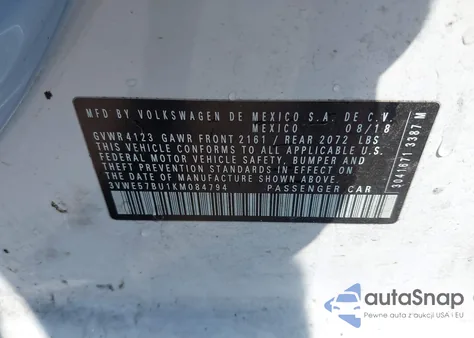 MFD BY VOLKSWAGEN DE MEXICO S.A. DE C.V.
MEXICO 08/18
GVWR 4123 GAWR FRONT 2161 / REAR 2072 LBS
THIS VEHICLE CONFORMS TO ALL APPLICABLE
FEDERAL MOTOR VEHICLE SAFETY, BUMPER AND
THEFT PREVENTION STANDARDS IN EFFECT ON
THE DATE OF MANUFACTURE SHOWN ABOVE.
3VWE57BU1KM084794 PASSENGER CAR
3041671 3387 M
autaSnap
Pewne auta z aukcji USA i EU